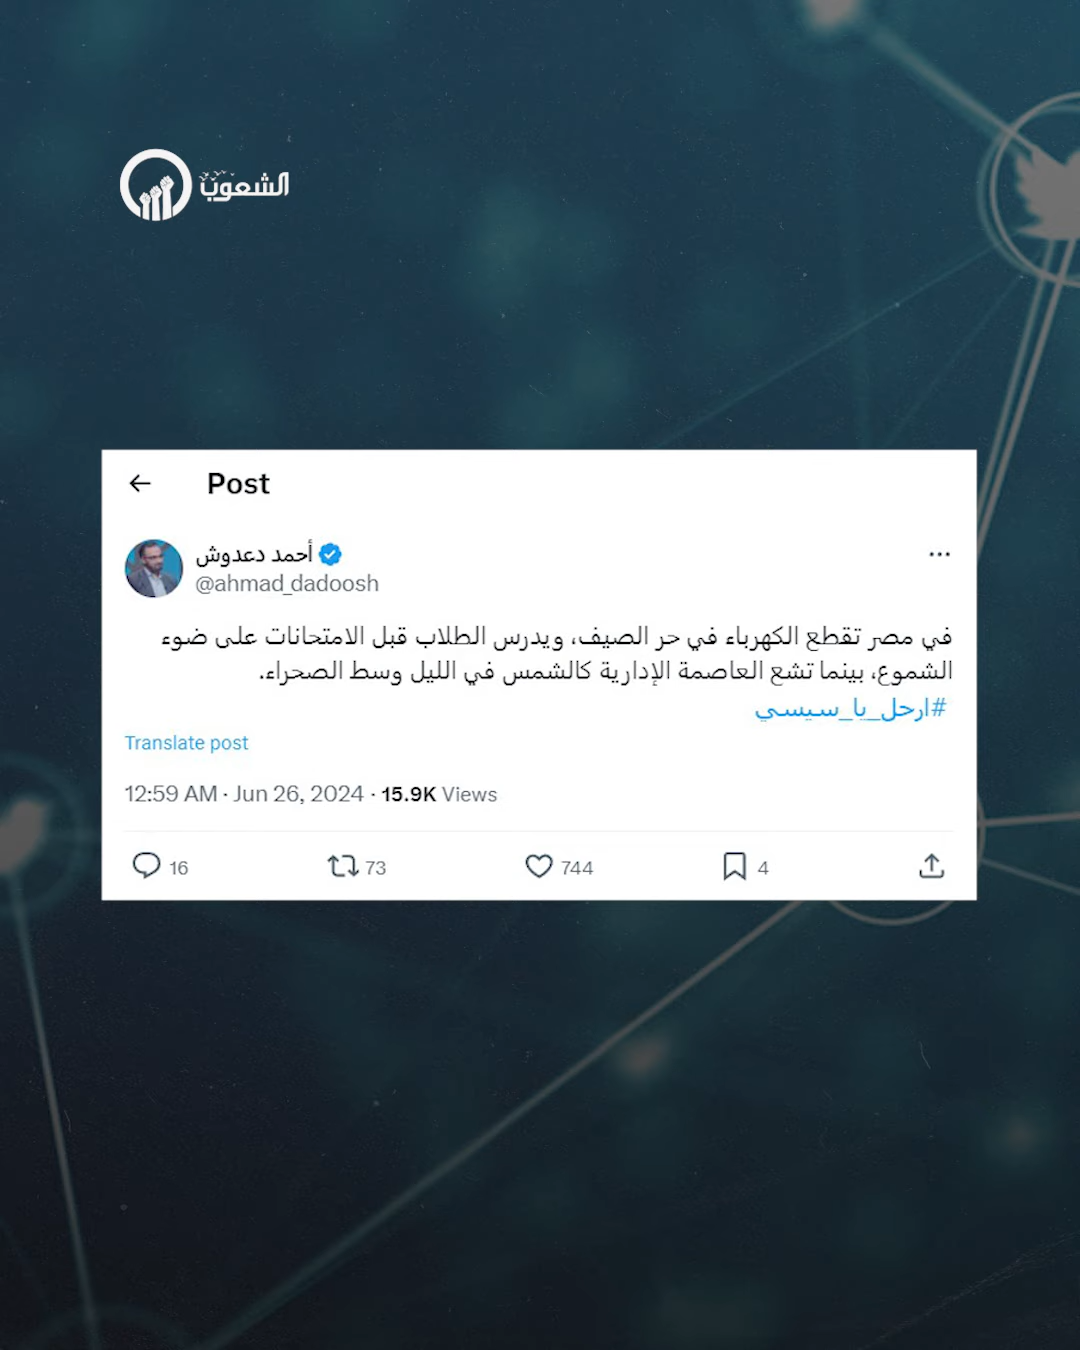 الشعوب
Post
أحمد دعدوش
@ahmad_dadoosh
في مصر تقطع الكهرباء في حر الصيف، ويدرس الطلاب قبل الامتحانات على ضوء
الشموع، بينما تشع العاصمة الإدارية كالشمس في الليل وسط الصحراء.
#ارحل_يا_سيسي
Translate post
12:59 AM · Jun 26, 2024 · 15.9K Views
16 73 744 4